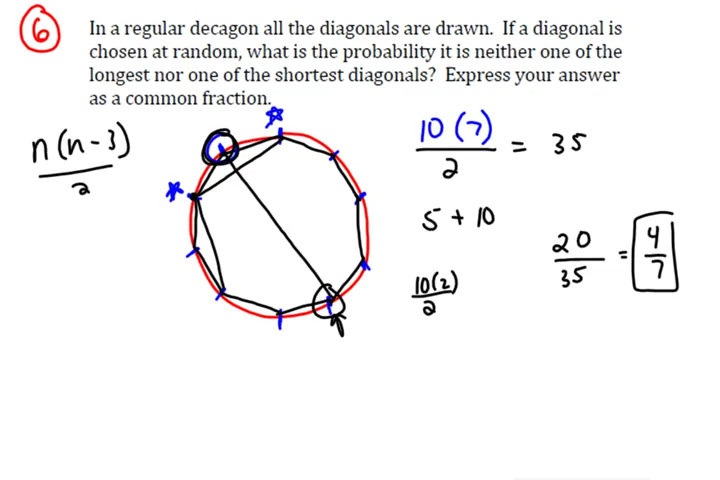 6
In a regular decagon all the diagonals are drawn. If a diagonal is
chosen at random, what is the probability it is neither one of the
longest nor one of the shortest diagonals? Express your answer
as a common fraction.
n(n-3)
2
10(7)
2
= 35
5 + 10
10(2)
2
20
35
= 4
7